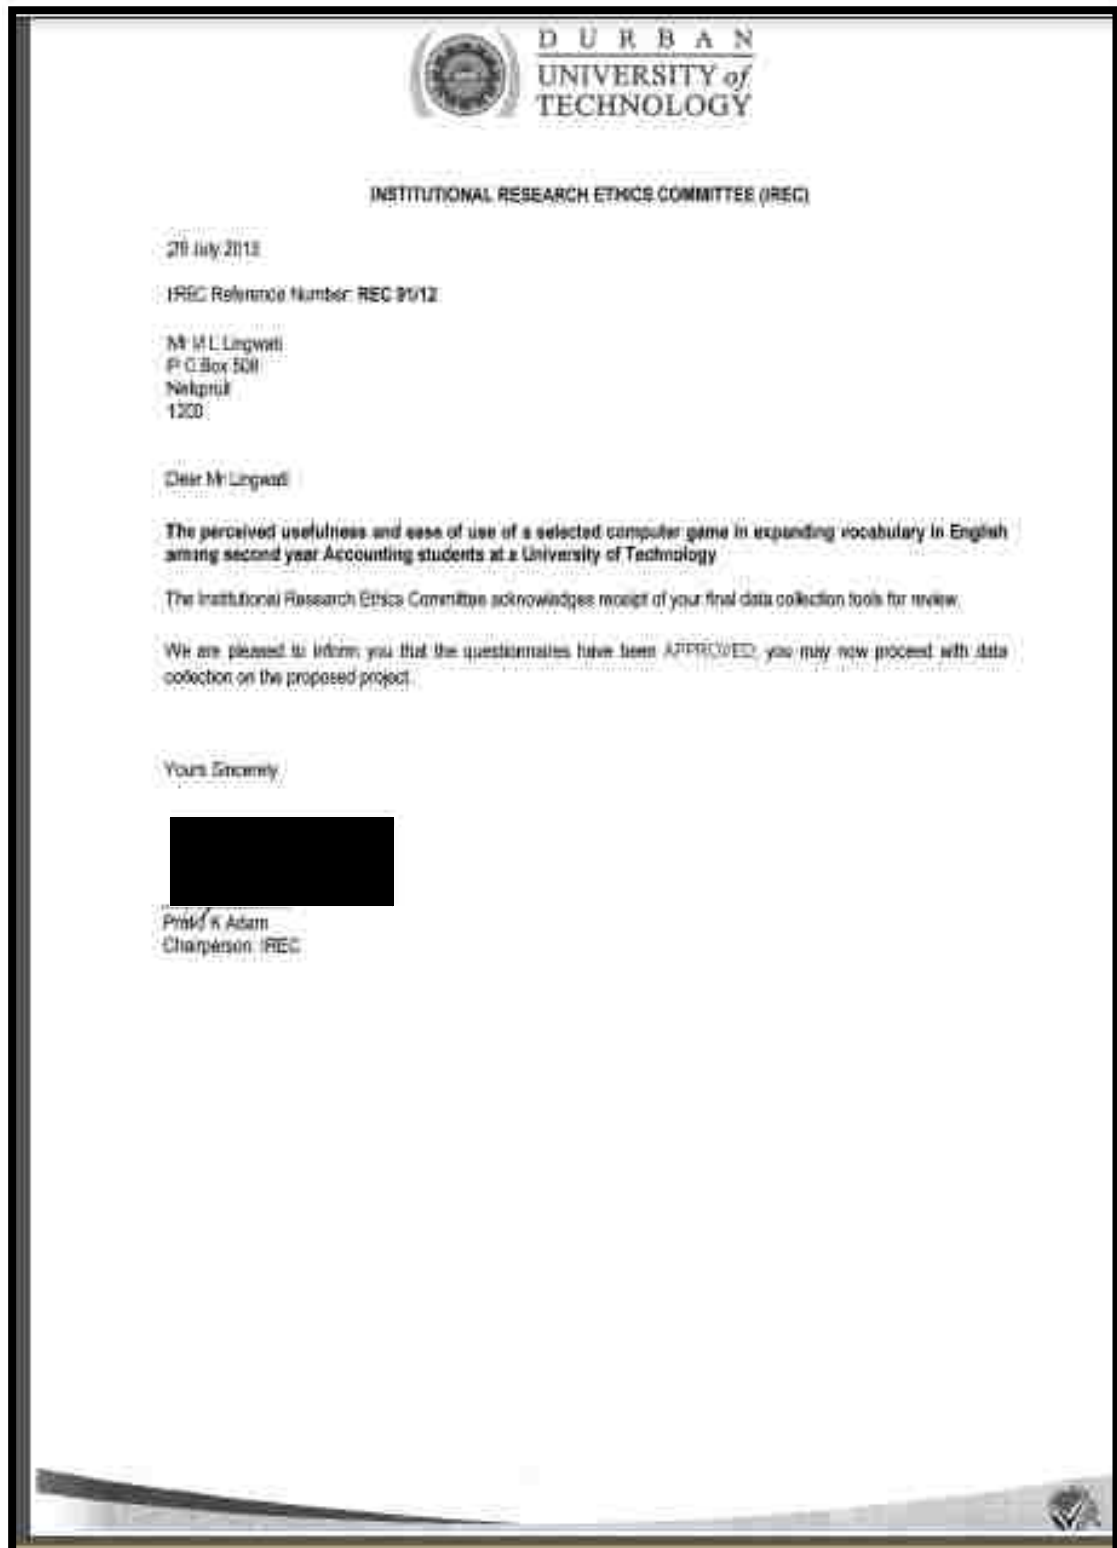 DURBAN
UNIVERSITY of
TECHNOLOGY
INSTITUTIONAL RESEARCH ETHICS COMMITTEE (IREC)
July
IREC Reference Number: REC 91/12
Mr M L Lingwati
P O Box
1200
Dear Mr Lingwati
The perceived usefulness and ease of use of a selected computer game in expanding vocabulary in English
among second year Accounting students at a University of Technology
The Institutional Research Ethics Committee acknowledges receipt of your final data collection tools for review.
We are pleased to inform you that the questionnaires have been APPROVED; you may now proceed with data
collection on the proposed project.
Yours Sincerely
K Adam
Chairperson: IREC